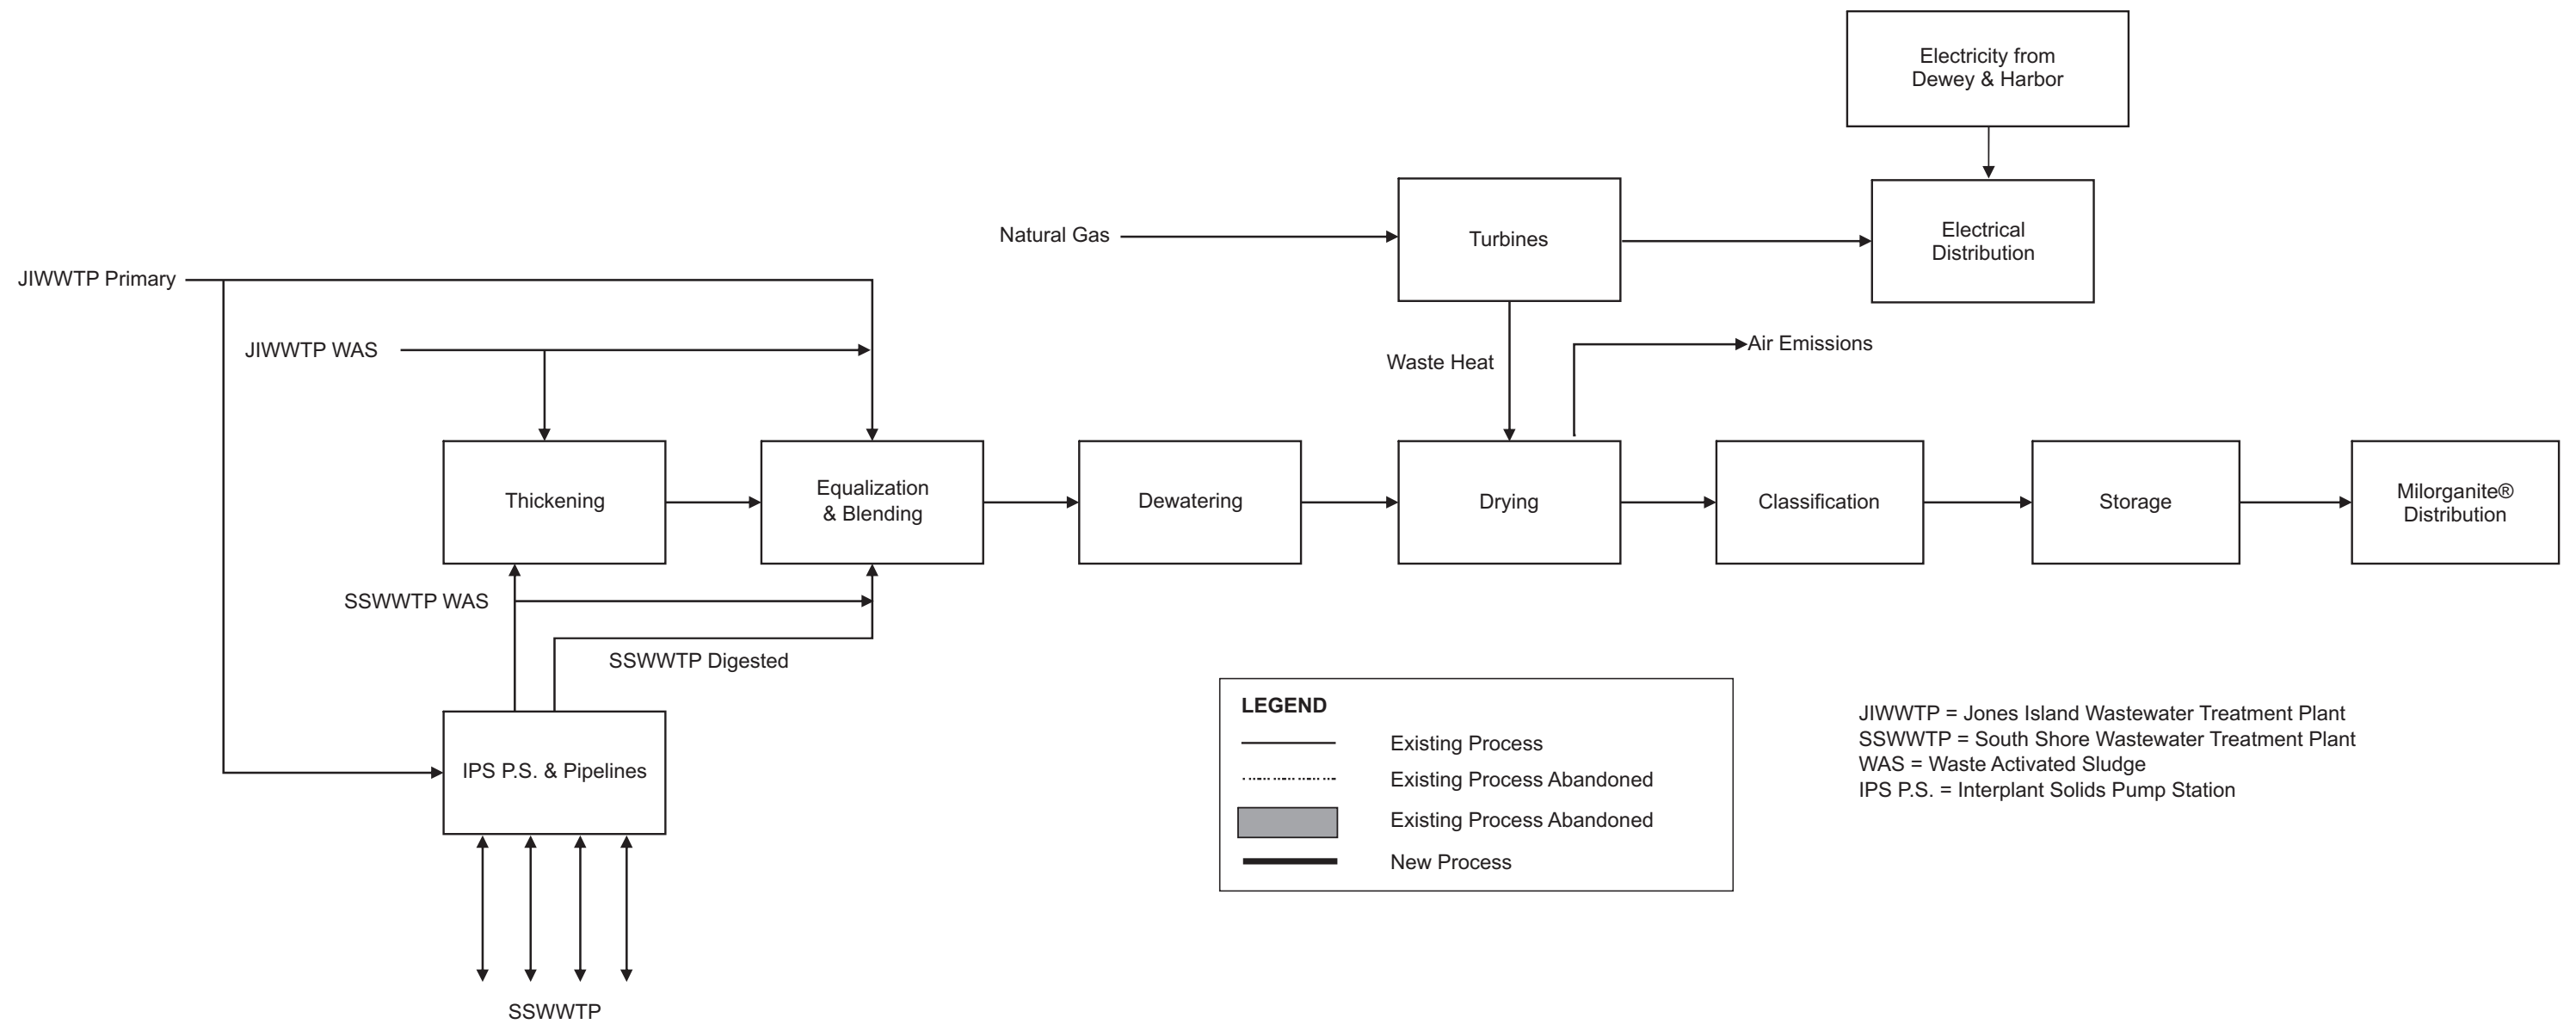 Electricity from
Dewey & Harbor
Natural Gas
Turbines
Electrical
Distribution
JIWWTP Primary
JIWWTP WAS
Waste Heat
Air Emissions
Thickening
Equalization
& Blending
Dewatering
Drying
Classification
Storage
Milorganite®
Distribution
SSWWTP WAS
SSWWTP Digested
IPS P.S. & Pipelines
SSWWTP
LEGEND
Existing Process
Existing Process Abandoned
Existing Process Abandoned
New Process
JIWWTP = Jones Island Wastewater Treatment Plant
SSWWTP = South Shore Wastewater Treatment Plant
WAS = Waste Activated Sludge
IPS P.S. = Interplant Solids Pump Station